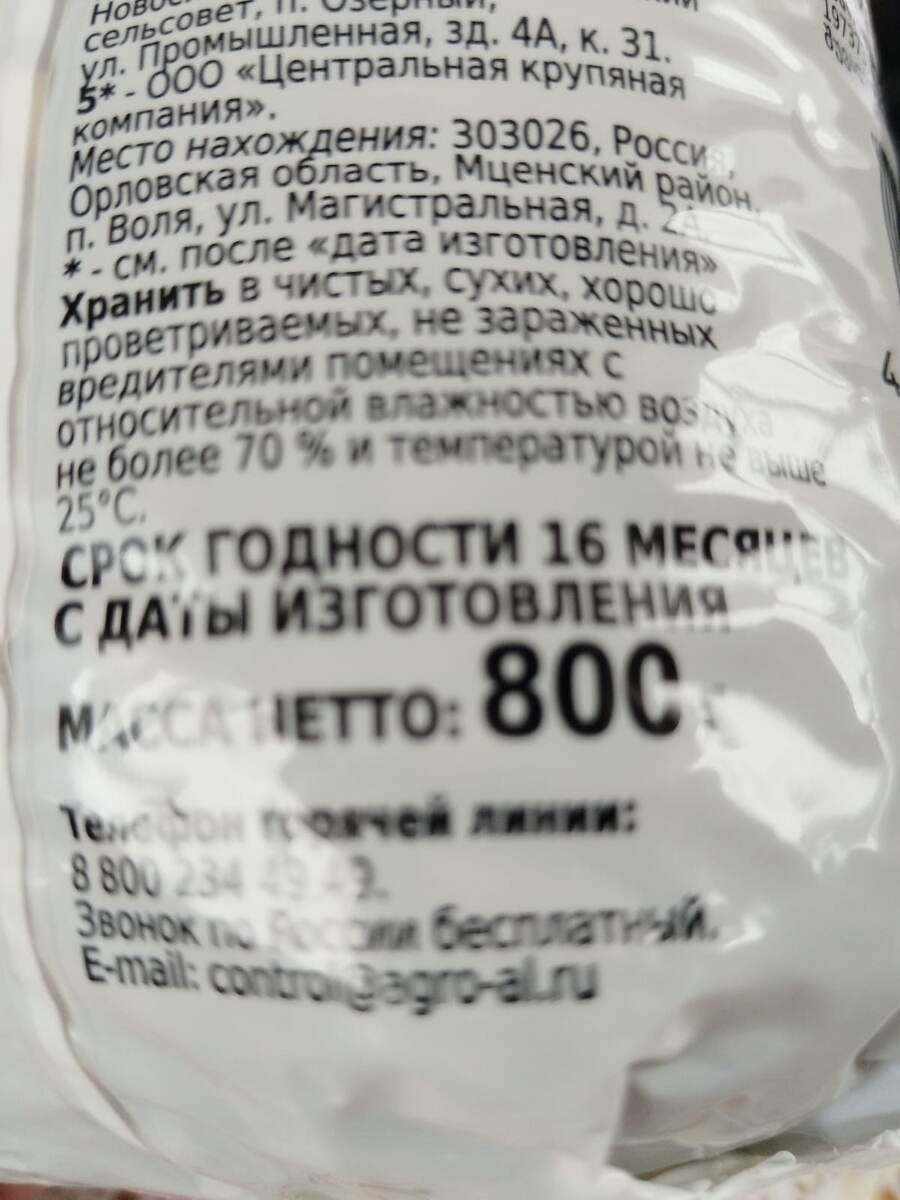 сельсовет, п. Озерный,
ул. Промышленная, зд. 4А, к. 31.
5* - ООО «Центральная крупяная
компания».
Место нахождения: 303026, Россия,
Орловская область, Мценский район,
п. Воля, ул. Магистральная, д. 2А.
* - см. после «дата изготовления»
Хранить в чистых, сухих, хорошо
проветриваемых, не зараженных
вредителями помещениях с
относительной влажностью воздуха
не более 70 % и температурой не выше
25°С.
СРОК ГОДНОСТИ 16 МЕСЯЦЕВ
С ДАТЫ ИЗГОТОВЛЕНИЯ
МАССА НЕТТО: 800 г
Телефон горячей линии:
8 800 234 49 49.
Звонок по России бесплатный.
E-mail: control@agro-al.ru